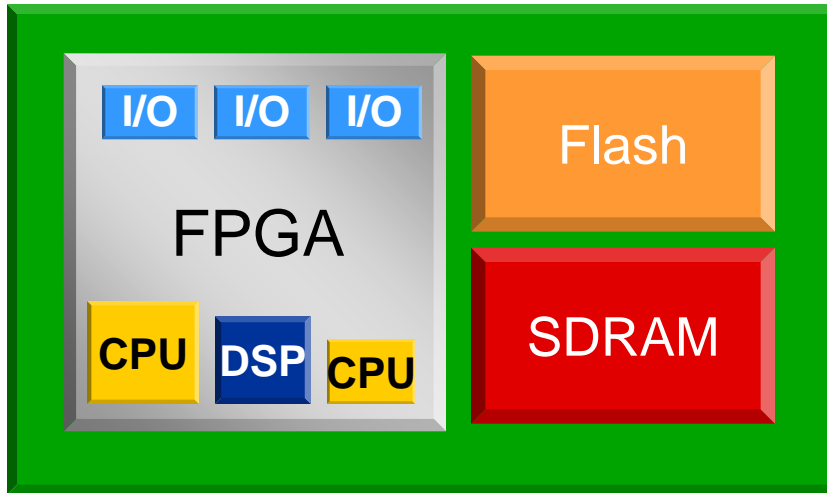 I/O I/O I/O
FPGA
CPU DSP CPU
Flash
SDRAM